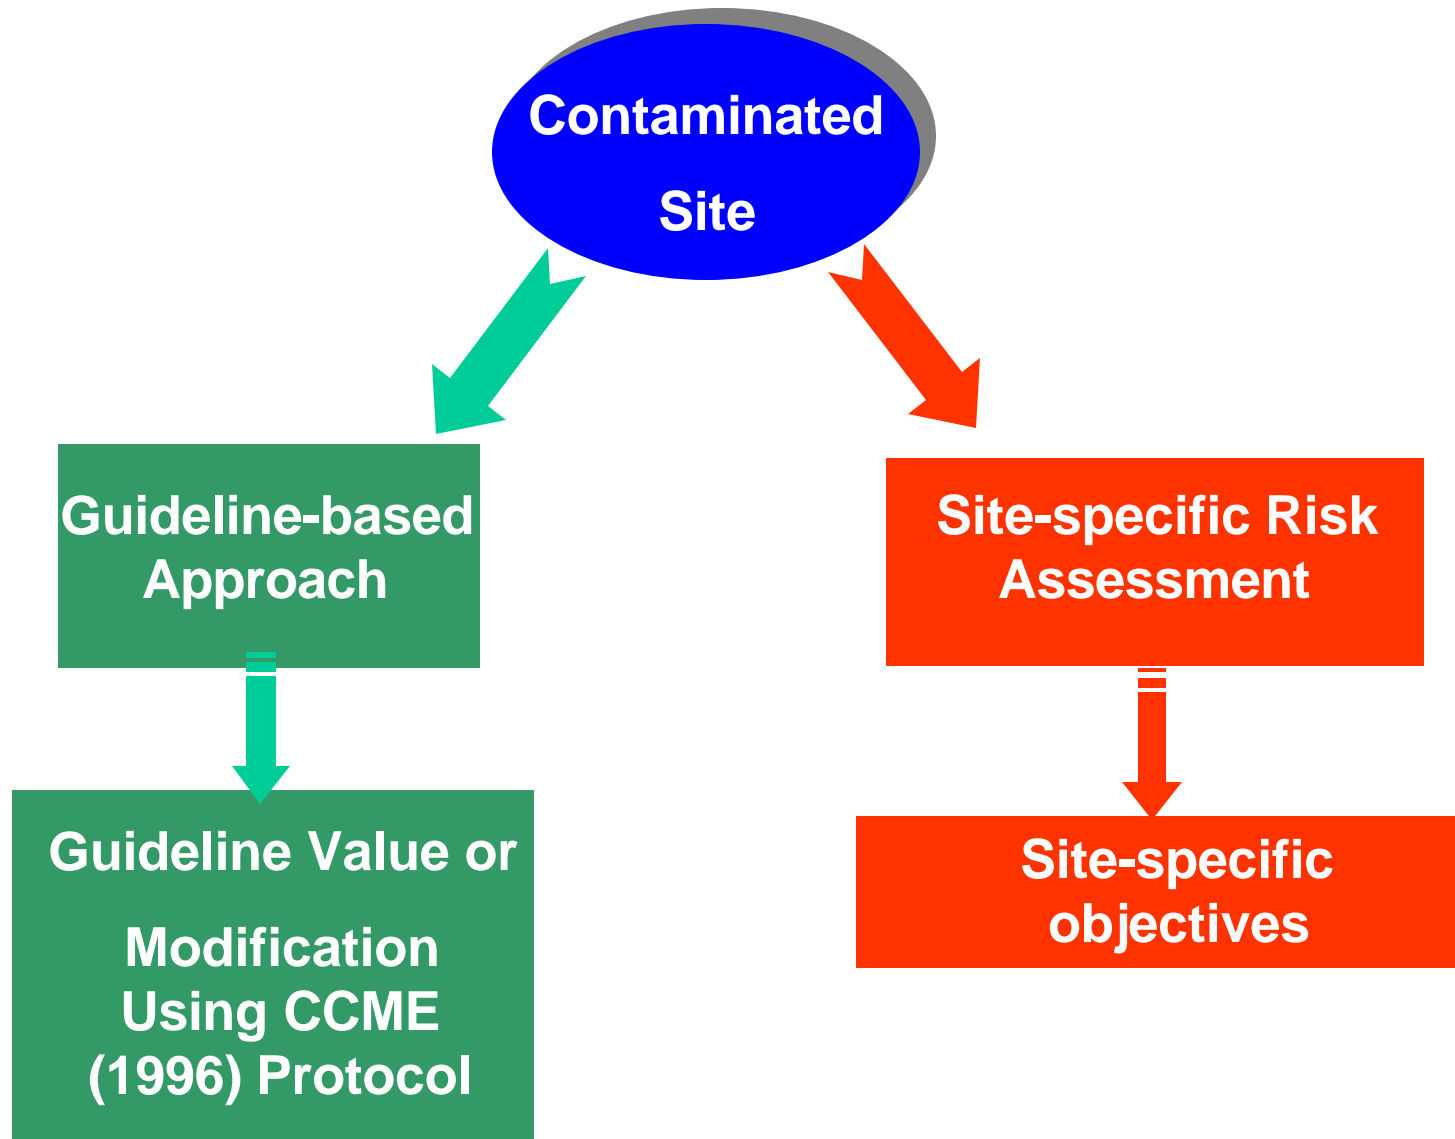 Contaminated
Site
Guideline-based
Approach
Site-specific Risk
Assessment
Guideline Value or
Modification
Using CCME
(1996) Protocol
Site-specific
objectives